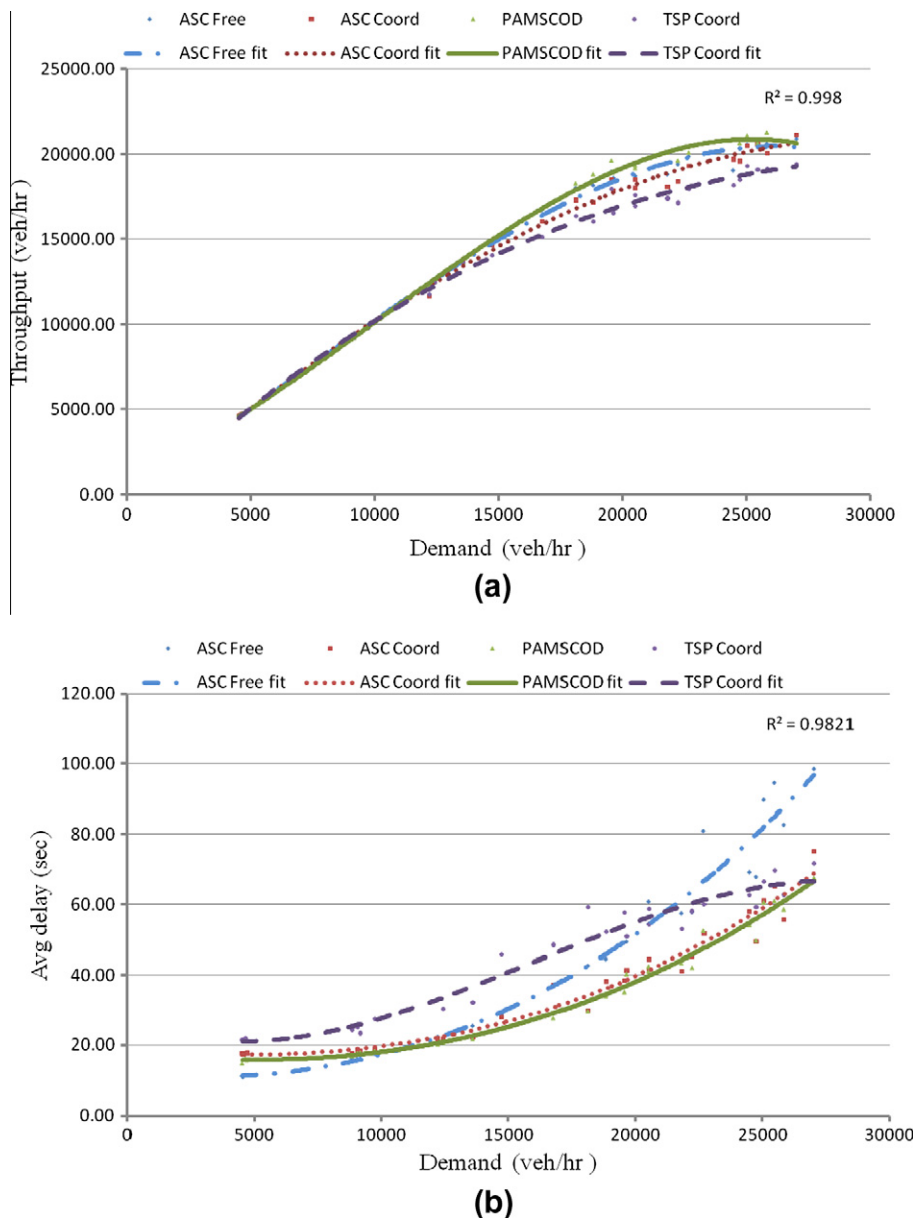 ASC Free ASC Coord PAMSCOD TSP Coord
ASC Free fit ASC Coord fit PAMSCOD fit TSP Coord fit
25000.00
R² = 0.998
20000.00
15000.00
10000.00
5000.00
0.00
Throughput (veh/hr)
0 5000 10000 15000 20000 25000 30000
Demand (veh/hr )
(a)
ASC Free ASC Coord PAMSCOD TSP Coord
ASC Free fit ASC Coord fit PAMSCOD fit TSP Coord fit
120.00
R² = 0.9821
100.00
80.00
60.00
40.00
20.00
0.00
Avg delay (sec)
0 5000 10000 15000 20000 25000 30000
Demand (veh/hr )
(b)